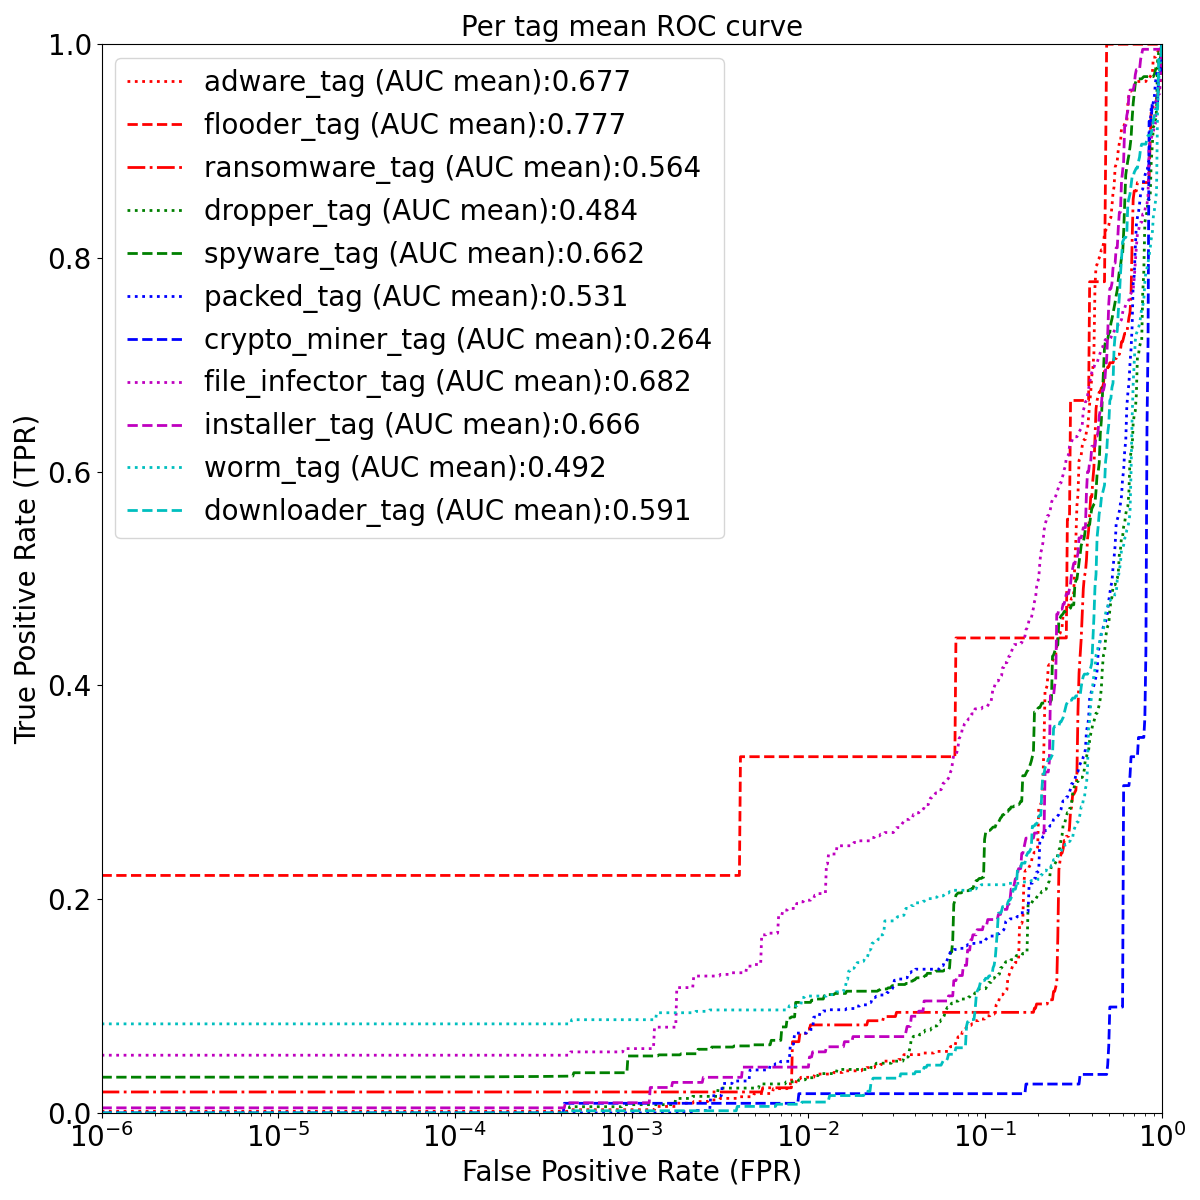 Per tag mean ROC curve
1.0
0.8
0.6
0.4
0.2
0.0
True Positive Rate (TPR)
adware_tag (AUC mean):0.677
flooder_tag (AUC mean):0.777
ransomware_tag (AUC mean):0.564
dropper_tag (AUC mean):0.484
spyware_tag (AUC mean):0.662
packed_tag (AUC mean):0.531
crypto_miner_tag (AUC mean):0.264
file_infector_tag (AUC mean):0.682
installer_tag (AUC mean):0.666
worm_tag (AUC mean):0.492
downloader_tag (AUC mean):0.591
10⁻⁶ 10⁻⁵ 10⁻⁴ 10⁻³ 10⁻² 10⁻¹ 10⁰
False Positive Rate (FPR)